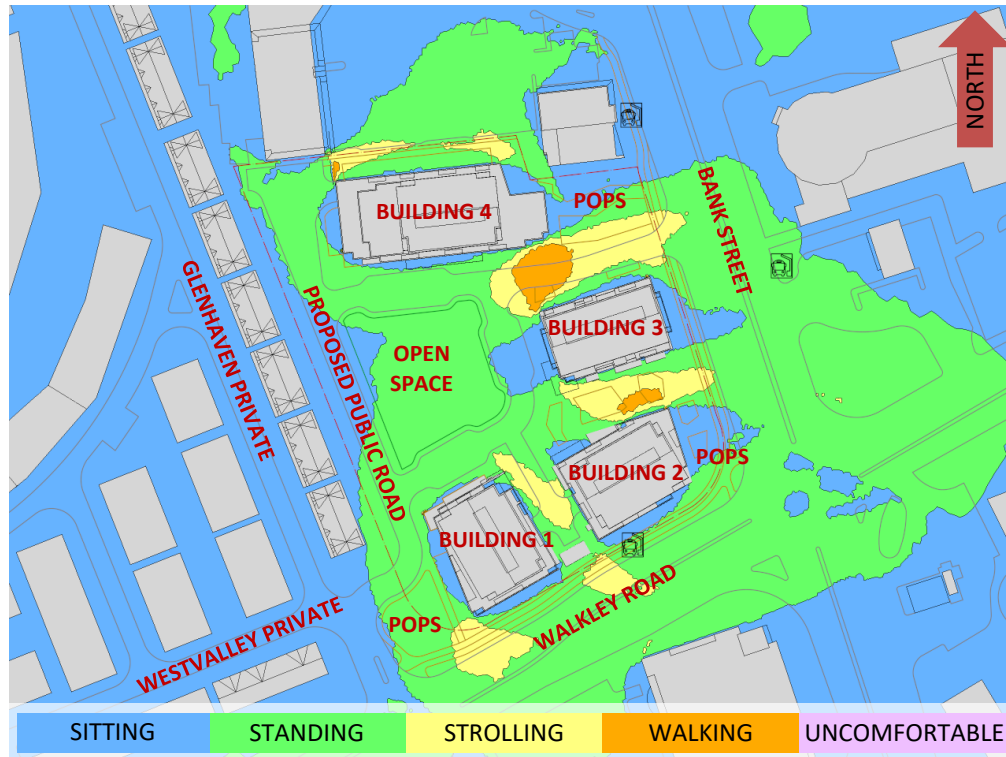 NORTH
BUILDING 4
POPS
BANK STREET
GLENHAVEN PRIVATE
PROPOSED PUBLIC ROAD
BUILDING 3
OPEN
SPACE
BUILDING 2
POPS
BUILDING 1
WALKLEY ROAD
POPS
WESTVALLEY PRIVATE
SITTING
STANDING
STROLLING
WALKING
UNCOMFORTABLE